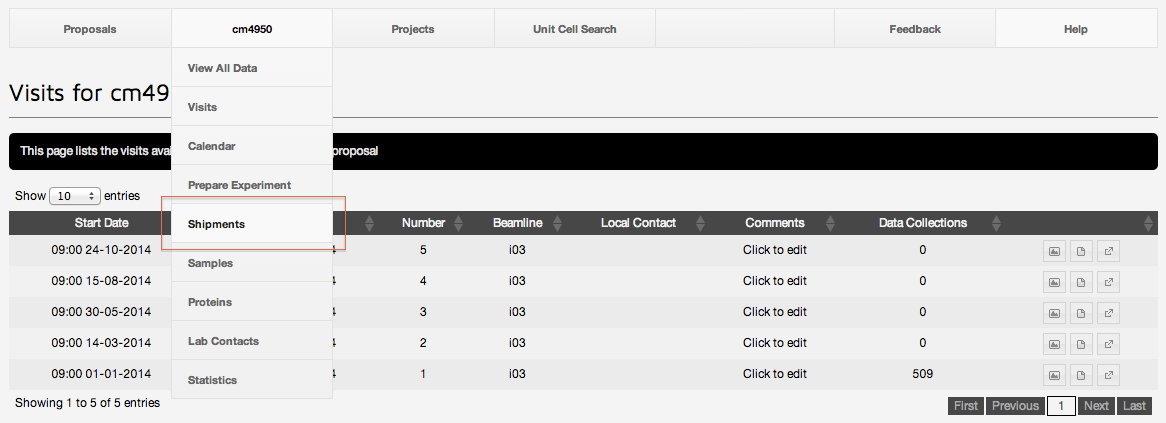 Proposals cm4950 Projects Unit Cell Search Feedback Help
View All Data
Visits for cm49
Visits
Calendar
This page lists the visits avai proposal
Prepare Experiment
Show 10 entries
Start Date Shipments Number Beamline Local Contact Comments Data Collections
09:00 24-10-2014 4 5 i03 Click to edit 0
Samples
09:00 15-08-2014 4 4 i03 Click to edit 0
Proteins
09:00 30-05-2014 4 3 i03 Click to edit 0
Lab Contacts
09:00 14-03-2014 4 2 i03 Click to edit 0
Statistics
09:00 01-01-2014 4 1 i03 Click to edit 509
Showing 1 to 5 of 5 entries First Previous 1 Next Last